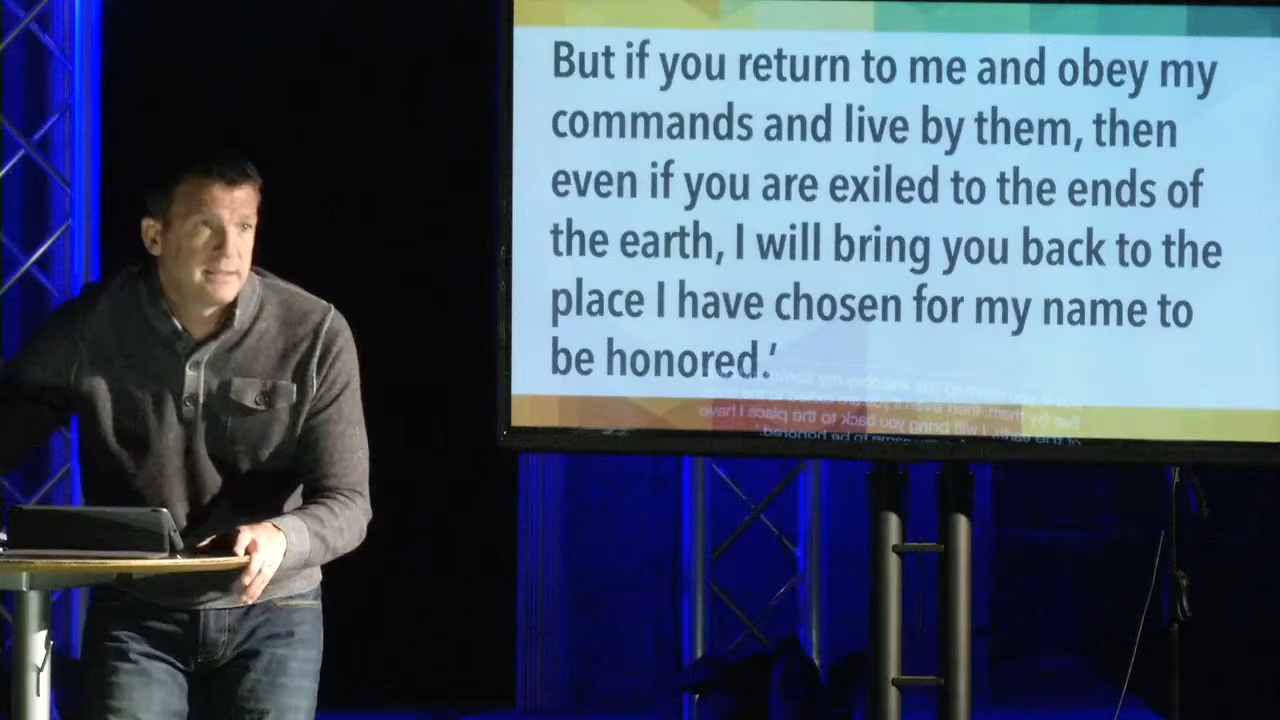 But if you return to me and obey my
commands and live by them, then
even if you are exiled to the ends of
the earth, I will bring you back to the
place I have chosen for my name to
be honored.'